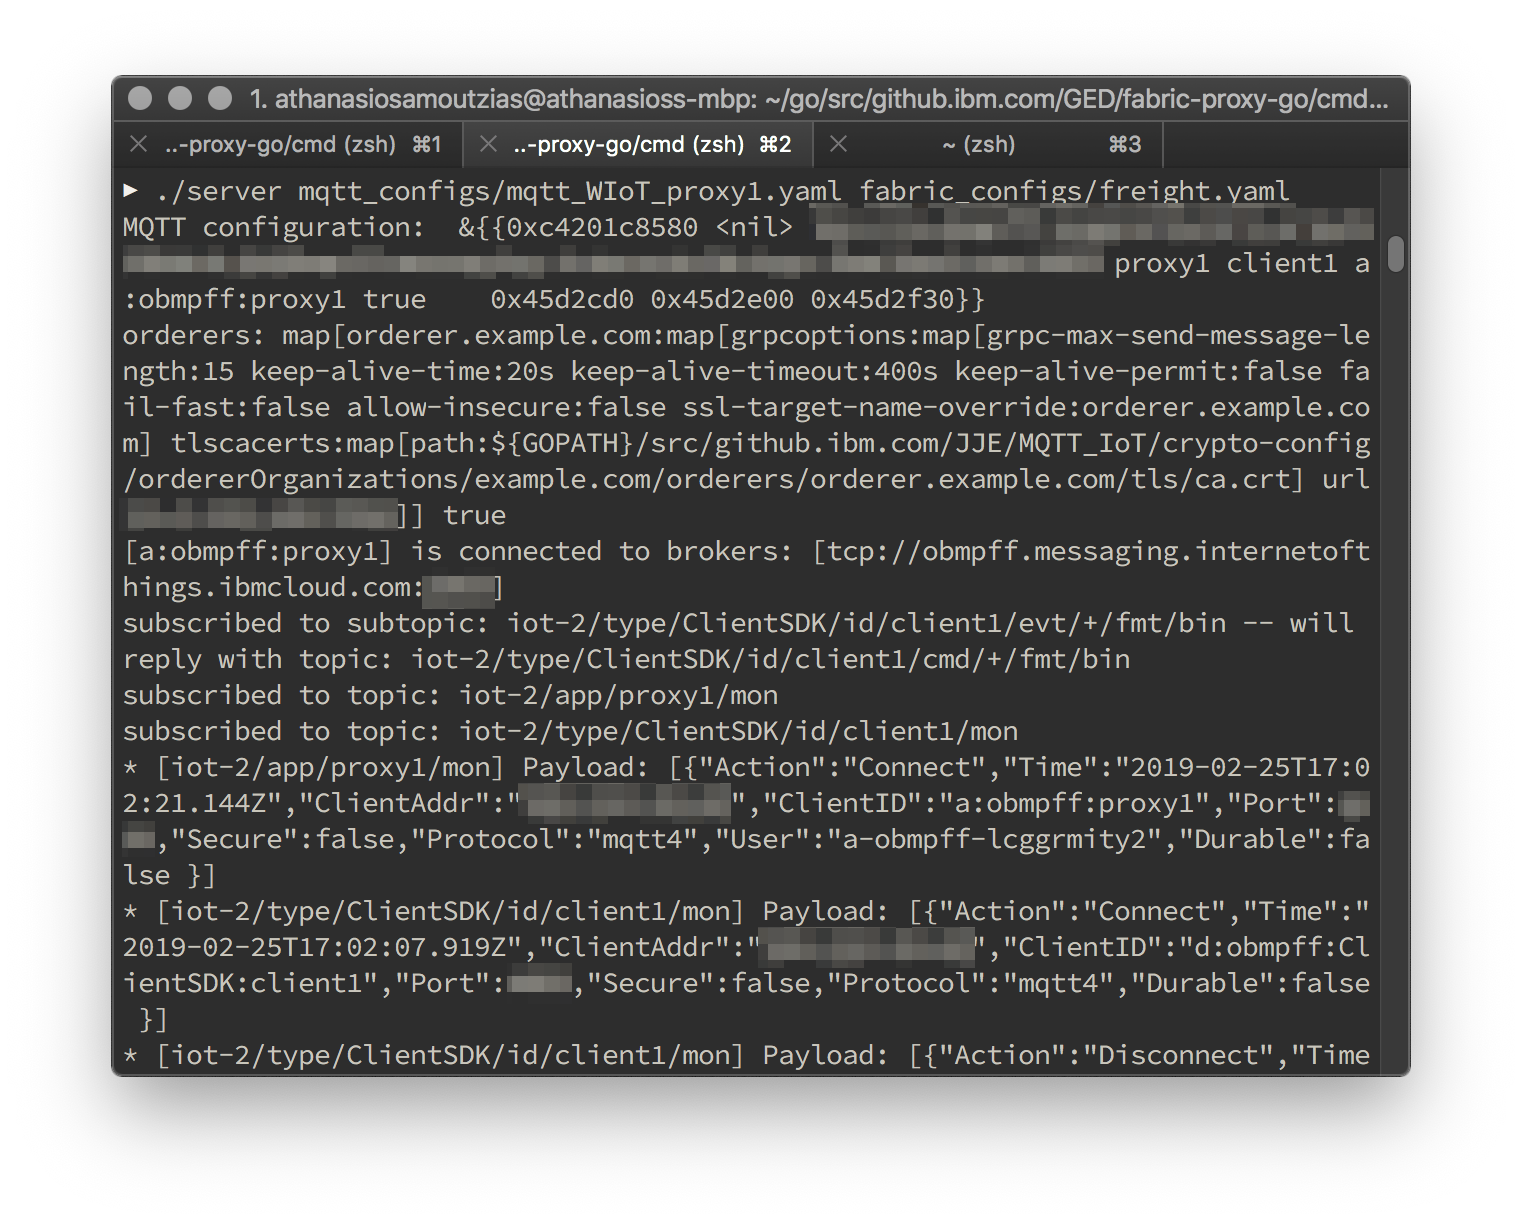 1. athanasiosamoutzias@athanasioss-mbp: ~/go/src/github.ibm.com/GED/fabric-proxy-go/cmd...
..-proxy-go/cmd (zsh) ⌘1 ..-proxy-go/cmd (zsh) ⌘2 ~ (zsh) ⌘3
▶ ./server mqtt_configs/mqtt_WIoT_proxy1.yaml fabric_configs/freight.yaml
MQTT configuration:  &{{0xc4201c8580 <nil>
proxy1 client1 a
:obmpff:proxy1 true    0x45d2cd0 0x45d2e00 0x45d2f30}}
orderers: map[orderer.example.com:map[grpcoptions:map[grpc-max-send-message-le
ngth:15 keep-alive-time:20s keep-alive-timeout:400s keep-alive-permit:false fa
il-fast:false allow-insecure:false ssl-target-name-override:orderer.example.co
m] tlscacerts:map[path:${GOPATH}/src/github.ibm.com/JJE/MQTT_IoT/crypto-config
/ordererOrganizations/example.com/orderers/orderer.example.com/tls/ca.crt] url
]] true
[a:obmpff:proxy1] is connected to brokers: [tcp://obmpff.messaging.internetoft
hings.ibmcloud.com:]
subscribed to subtopic: iot-2/type/ClientSDK/id/client1/evt/+/fmt/bin -- will
reply with topic: iot-2/type/ClientSDK/id/client1/cmd/+/fmt/bin
subscribed to topic: iot-2/app/proxy1/mon
subscribed to topic: iot-2/type/ClientSDK/id/client1/mon
* [iot-2/app/proxy1/mon] Payload: [{"Action":"Connect","Time":"2019-02-25T17:0
2:21.144Z","ClientAddr":"","ClientID":"a:obmpff:proxy1","Port":
,"Secure":false,"Protocol":"mqtt4","User":"a-obmpff-lcggrmity2","Durable":fa
lse }]
* [iot-2/type/ClientSDK/id/client1/mon] Payload: [{"Action":"Connect","Time":"
2019-02-25T17:02:07.919Z","ClientAddr":"","ClientID":"d:obmpff:Cl
ientSDK:client1","Port":,"Secure":false,"Protocol":"mqtt4","Durable":false
 }]
* [iot-2/type/ClientSDK/id/client1/mon] Payload: [{"Action":"Disconnect","Time